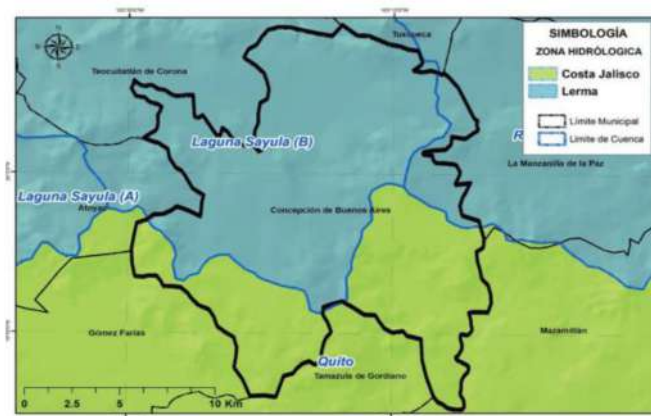 Tuxcueca
SIMBOLOGÍA
ZONA HIDRÓLOGICA
Costa Jalisco
Lerma
Límite Municipal
Límite de Cuenca
N
Teocuitatlán de Corona
Laguna Sayula (B)
R
La Manzanilla de la Paz
Laguna Sayula (A)
Atoyac
Concepción de Buenos Aires
Gómez Farías
Mazamitlán
Quito
Tamazula de Gordiano
0 2.5 5 10 Km